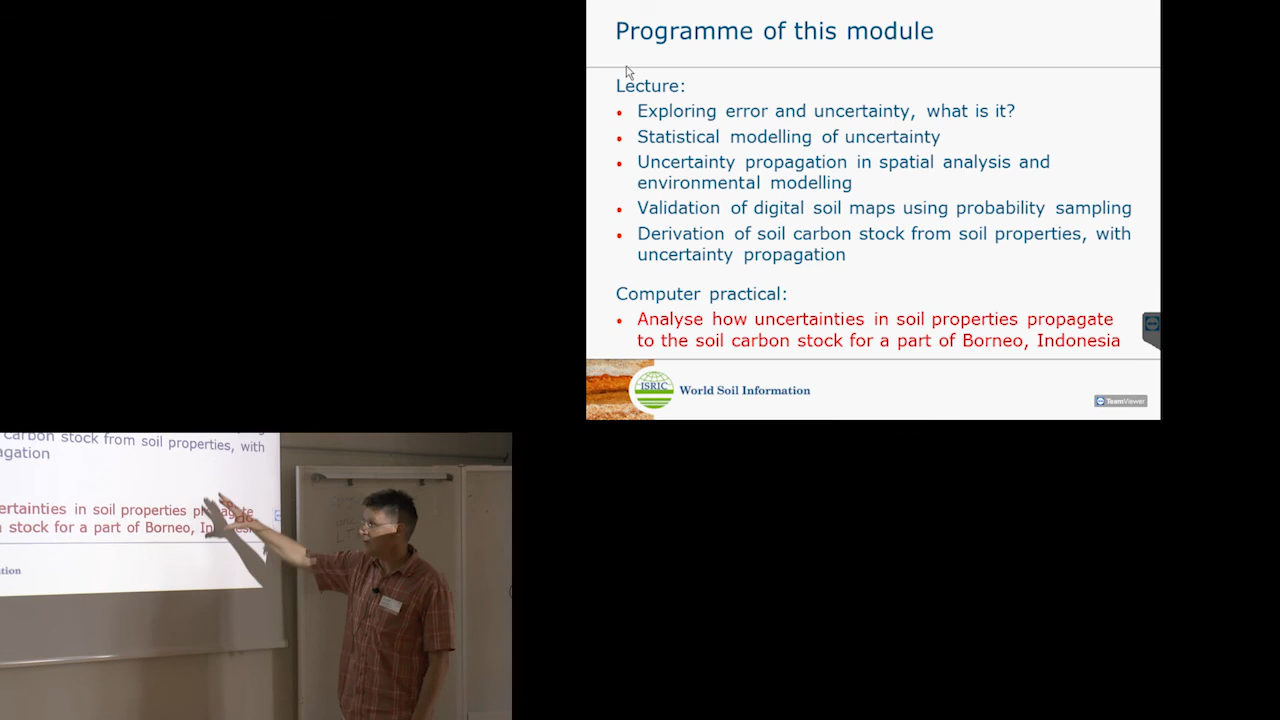 Programme of this module
Lecture:
• Exploring error and uncertainty, what is it?
• Statistical modelling of uncertainty
• Uncertainty propagation in spatial analysis and
environmental modelling
• Validation of digital soil maps using probability sampling
• Derivation of soil carbon stock from soil properties, with
uncertainty propagation
Computer practical:
• Analyse how uncertainties in soil properties propagate
to the soil carbon stock for a part of Borneo, Indonesia
ISRIC
World Soil Information
TeamViewer
carbon stock from soil properties, with
agation
ertainties in soil properties
stock for a part of Borneo,